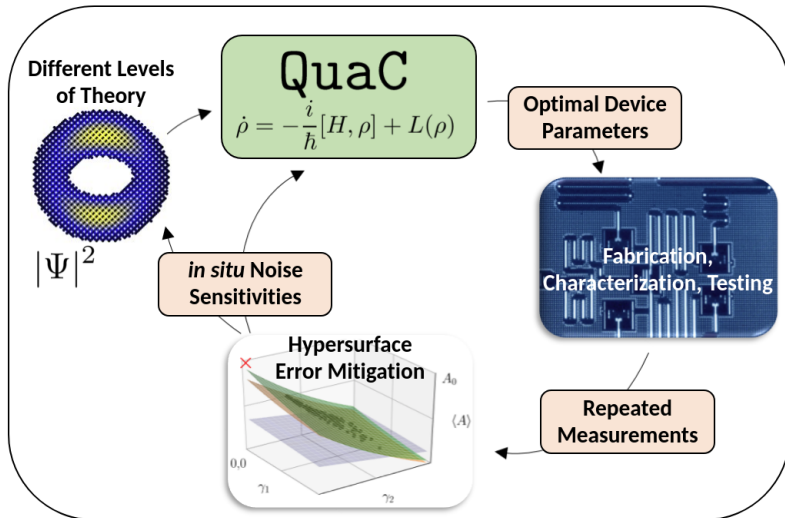 Different Levels
of Theory
|Ψ|²
QuaC
ρ̇ = −i/ħ[H, ρ] + L(ρ)
Optimal Device
Parameters
Fabrication,
Characterization, Testing
Repeated
Measurements
Hypersurface
Error Mitigation
A₀
⟨A⟩
0,0
γ₁
γ₂
in situ Noise
Sensitivities